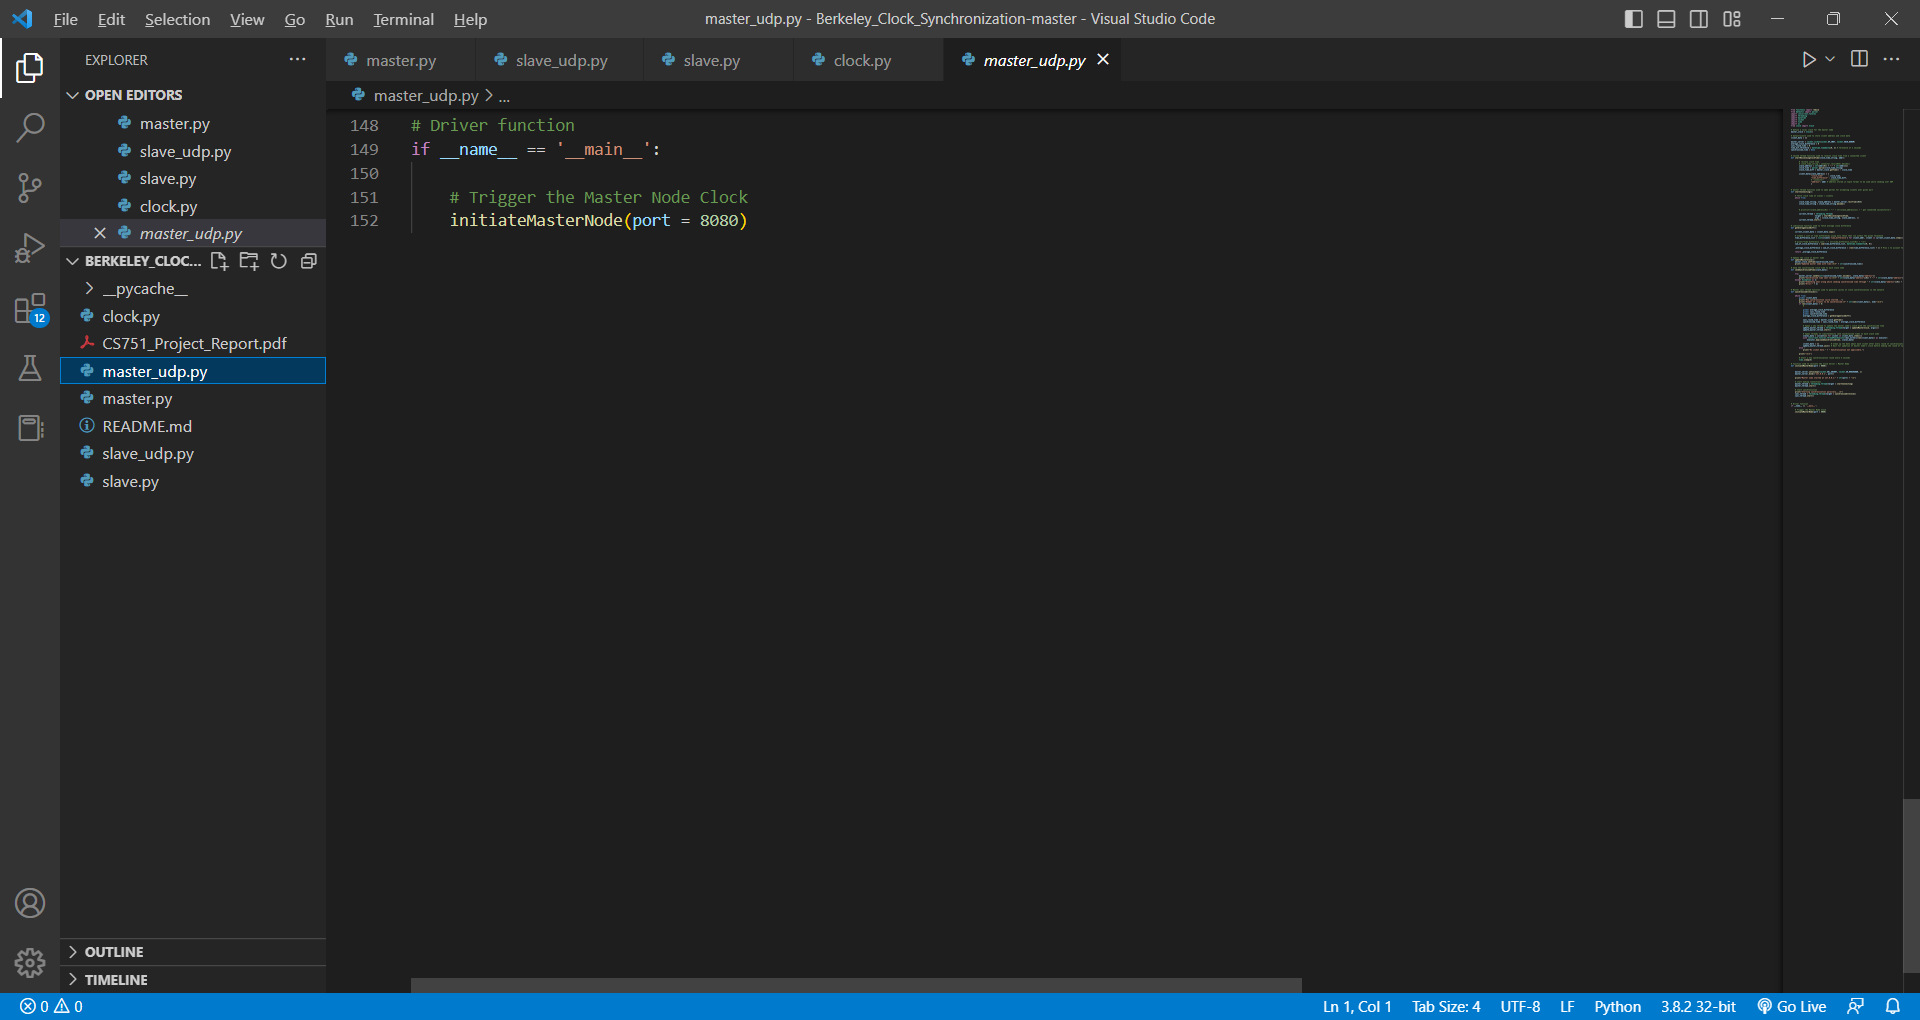 File Edit Selection View Go Run Terminal Help
master_udp.py - Berkeley_Clock_Synchronization-master - Visual Studio Code
EXPLORER
OPEN EDITORS
master.py
slave_udp.py
slave.py
clock.py
master_udp.py
BERKELEY_CLOC...
__pycache__
clock.py
CS751_Project_Report.pdf
master_udp.py
master.py
README.md
slave_udp.py
slave.py
12
OUTLINE
TIMELINE
master.py slave_udp.py slave.py clock.py master_udp.py
master_udp.py > ...
148 # Driver function
149 if __name__ == '__main__':
150
151 # Trigger the Master Node Clock
152 initiateMasterNode(port = 8080)
0 0 Ln 1, Col 1 Tab Size: 4 UTF-8 LF Python 3.8.2 32-bit Go Live